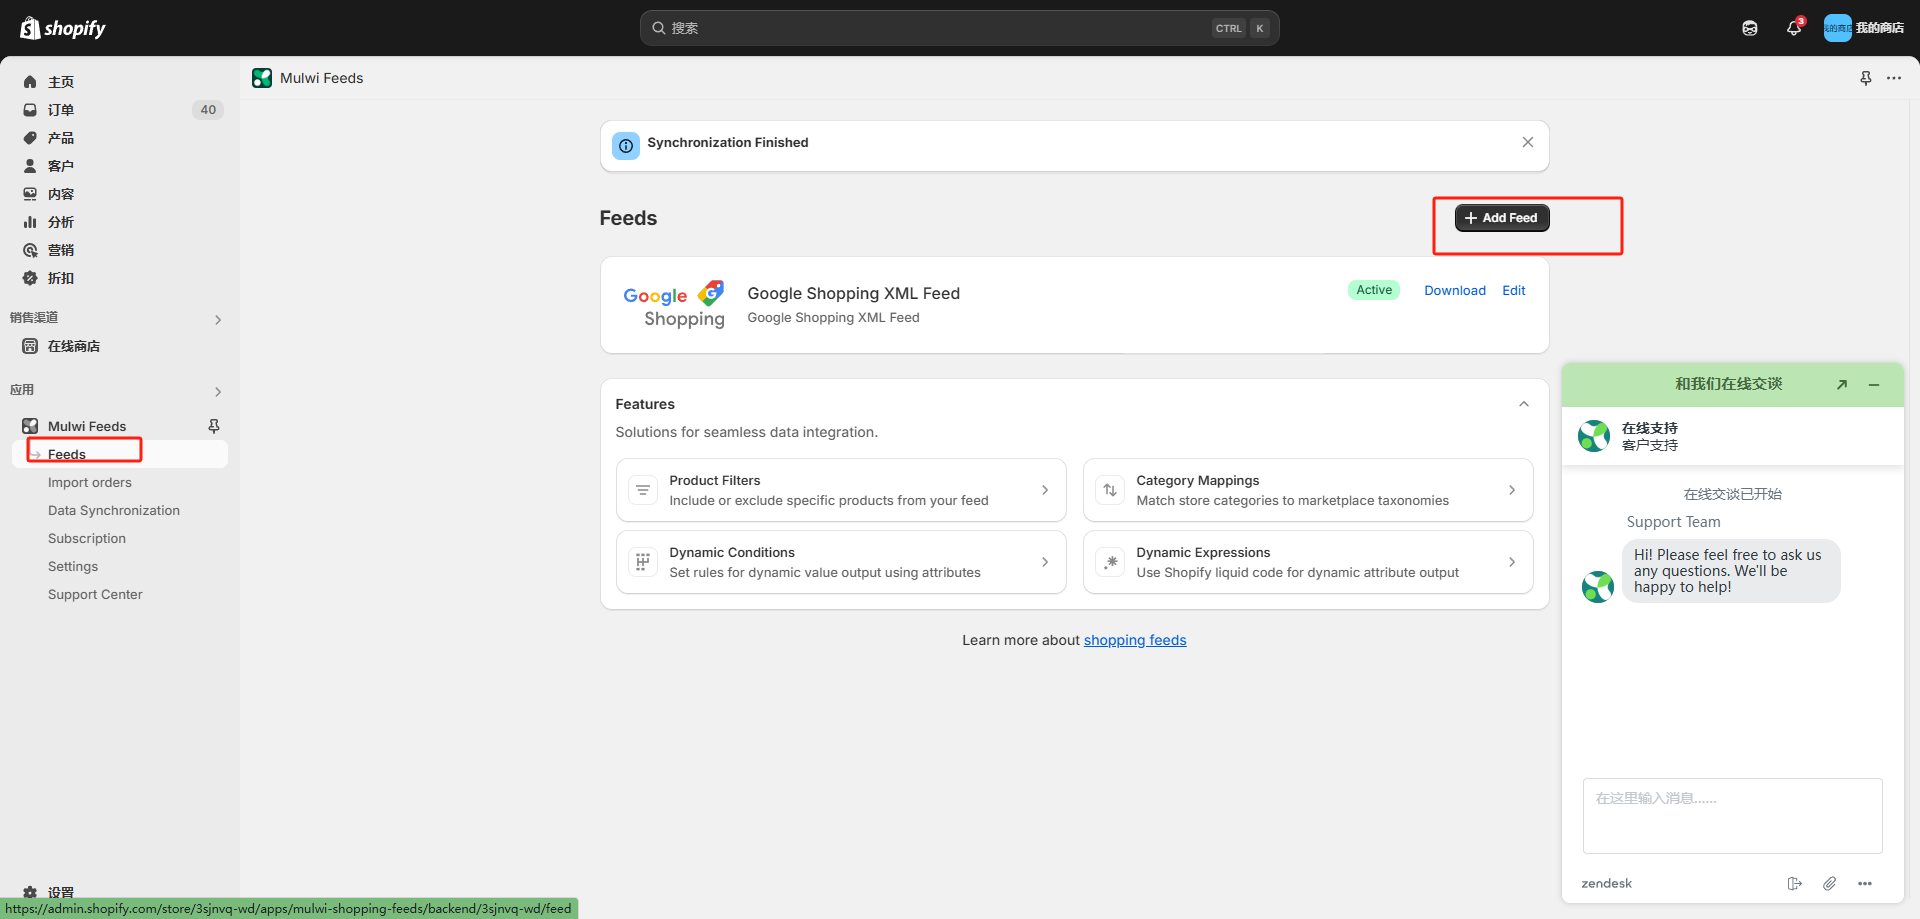 shopify
搜索
CTRL K
3
我的商店
我的商店
主页
订单
40
产品
客户
内容
分析
营销
折扣
销售渠道
在线商店
应用
Mulwi Feeds
Feeds
Import orders
Data Synchronization
Subscription
Settings
Support Center
设置
https://admin.shopify.com/store/3sjnvq-wd/apps/mulwi-shopping-feeds/backend/3sjnvq-wd/feed
Mulwi Feeds
Synchronization Finished
Feeds
Add Feed
Google
Shopping
Google Shopping XML Feed
Google Shopping XML Feed
Active
Download
Edit
Features
Solutions for seamless data integration.
Product Filters
Include or exclude specific products from your feed
Category Mappings
Match store categories to marketplace taxonomies
Dynamic Conditions
Set rules for dynamic value output using attributes
Dynamic Expressions
Use Shopify liquid code for dynamic attribute output
Learn more about shopping feeds
和我们在线交谈
在线支持
客户支持
在线交谈已开始
Support Team
Hi! Please feel free to ask us
any questions. We'll be
happy to help!
在这里输入消息......
zendesk